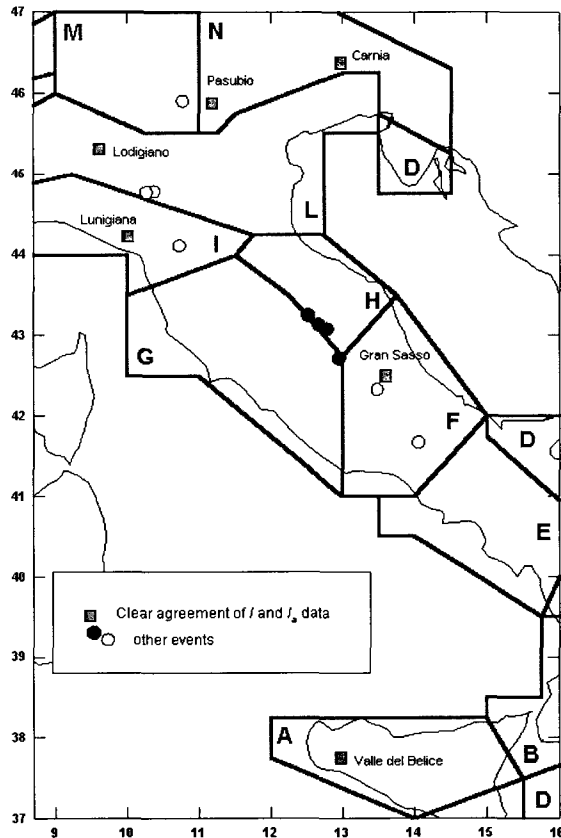 47
M
N
Carnia
Pasubio
46
Lodigiano
D
45
L
Lunigiana
I
44
H
43
G
Gran Sasso
42
F
D
41
E
40
Clear agreement of I and Ia data
other events
39
38
A
B
Valle del Belice
D
37
9 10 11 12 13 14 15 16